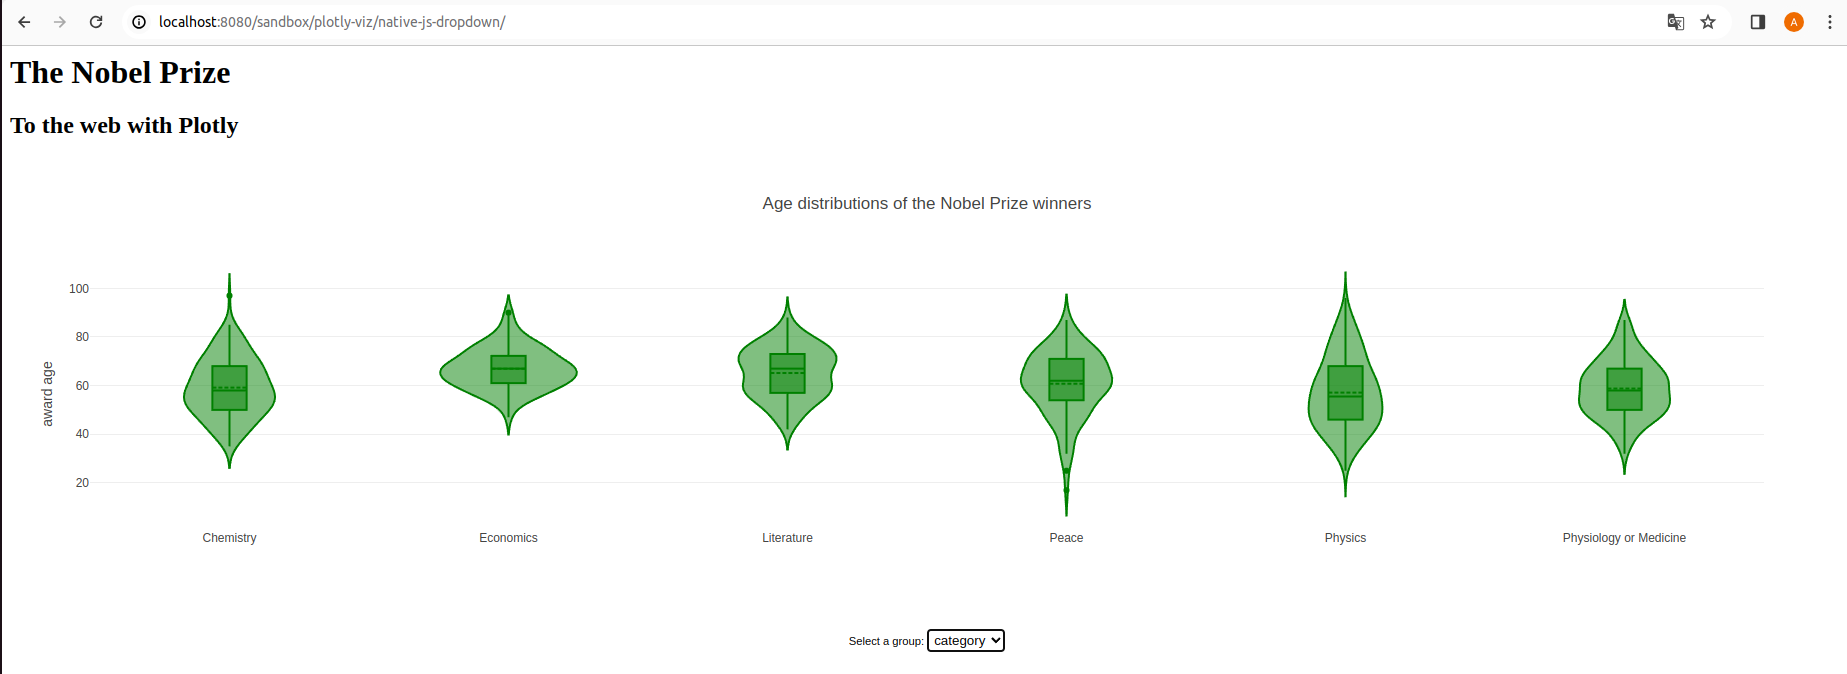 localhost:8080/sandbox/plotly-viz/native-js-dropdown/
A
The Nobel Prize
To the web with Plotly
Age distributions of the Nobel Prize winners
100
80
60
40
20
award age
Chemistry Economics Literature Peace Physics Physiology or Medicine
Select a group: category